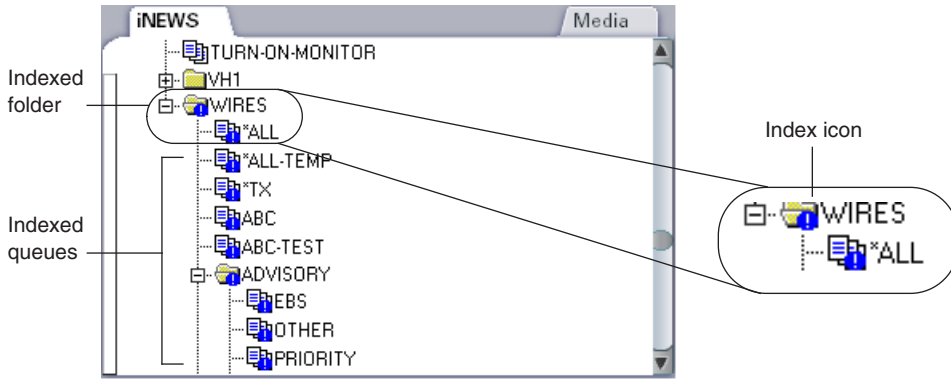 iNEWS
Media
TURN-ON-MONITOR
Indexed
folder
VH1
WIRES
*ALL
Index icon
*ALL-TEMP
*TX
WIRES
Indexed
queues
ABC
ABC-TEST
*ALL
ADVISORY
EBS
OTHER
PRIORITY